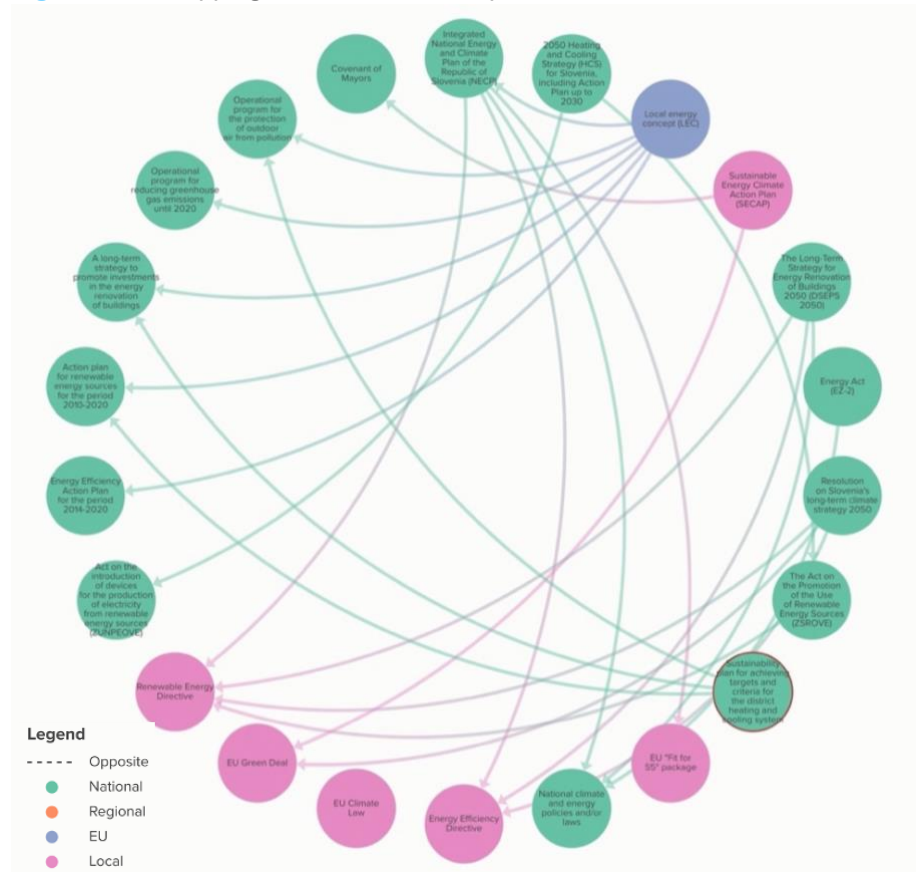 Integrated
National Energy
and Climate
Plan of the
Republic of
Slovenia (NECP)
2050 Heating
and Cooling
Strategy (HCS)
for Slovenia,
including Action
Plan up to
2030
Covenant of
Mayors
Local energy
concept (LEC)
Operational
program for
the protection
of outdoor
air from pollution
Sustainable
Energy Climate
Action Plan
(SECAP)
Operational
program for
reducing greenhouse
gas emissions
until 2020
The Long-Term
Strategy for
Energy Renovation
of Buildings
2050 (DSEPS
2050)
A long-term
strategy to
promote investments
in the energy
renovation
of buildings
Energy Act
(EZ-2)
Action plan
for renewable
energy sources
for the period
2010-2020
Resolution
on Slovenia's
long-term climate
strategy 2050
Energy Efficiency
Action Plan
for the period
2014-2020
The Act on
the Promotion
of the Use
of Renewable
Energy Sources
(ZSROVE)
Act on the
introduction
of devices
for the production
of electricity
from renewable
energy sources
(ZUNPEOVE)
Sustainability
plan for achieving
targets and
criteria for
the district
heating and
cooling system
Renewable Energy
Directive
EU "Fit for
55" package
EU Green Deal
National climate
and energy
policies and/or
laws
EU Climate
Law
Energy Efficiency
Directive
Legend
Opposite
National
Regional
EU
Local